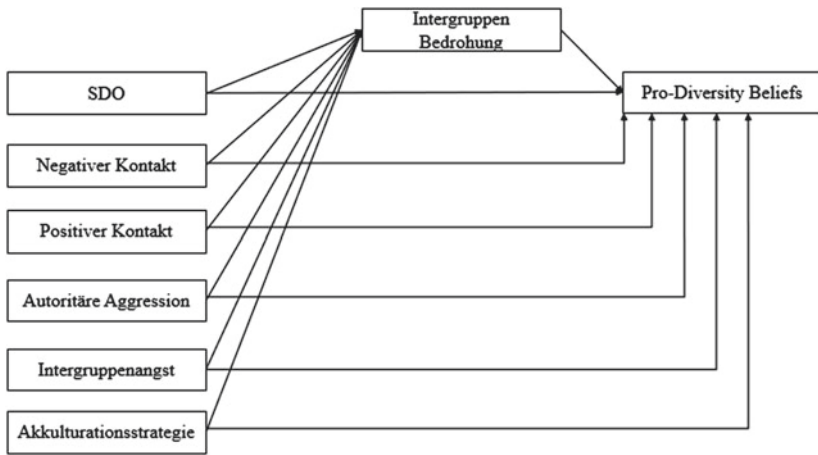 Intergruppen
Bedrohung
SDO
Pro-Diversity Beliefs
Negativer Kontakt
Positiver Kontakt
Autoritäre Aggression
Intergruppenangst
Akkulturationsstrategie